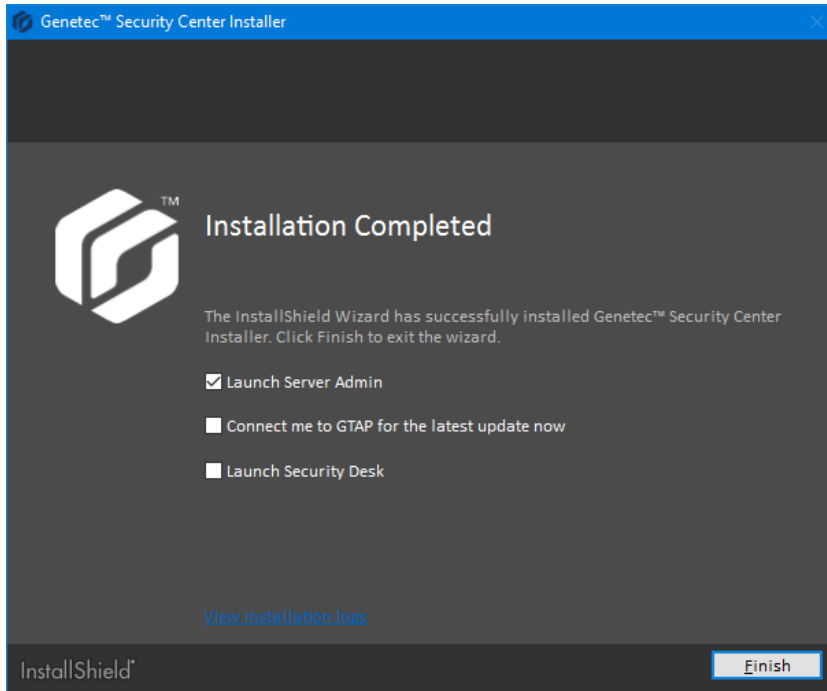 Genetec™ Security Center Installer
TM
Installation Completed
The InstallShield Wizard has successfully installed Genetec™ Security Center
Installer. Click Finish to exit the wizard.
Launch Server Admin
Connect me to GTAP for the latest update now
Launch Security Desk
View Installation logs
InstallShield®
Finish